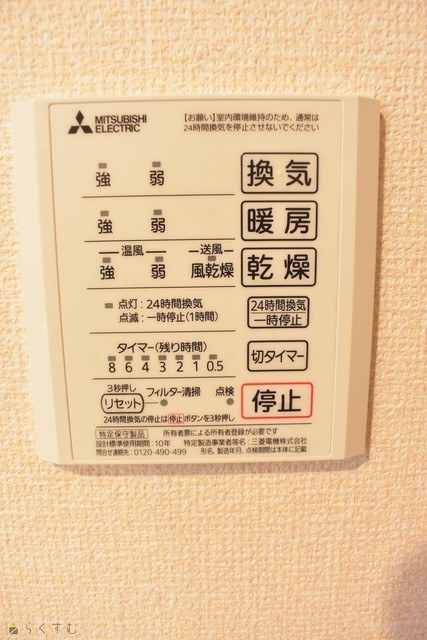 MITSUBISHI
ELECTRIC
【お願い】室内環境維持のため、通常は
24時間換気を停止させないでください
強 弱 換気
強 弱 暖房
温風 送風
強 弱 風乾燥 乾燥
点灯：24時間換気
点滅：一時停止(1時間)
24時間換気
一時停止
タイマー(残り時間)
8 6 4 3 2 1 0.5
切タイマー
3秒押し
リセット フィルター清掃 点検
停止
24時間換気の停止は停止ボタンを3秒押し
特定保守製品 所有者票による所有者登録が必要です
設計標準使用期間：10年 特定製造事業者等名：三菱電機株式会社
問合せ連絡先：0120-490-499 形名、製造年月、点検期間は本体に記載
らくすむ